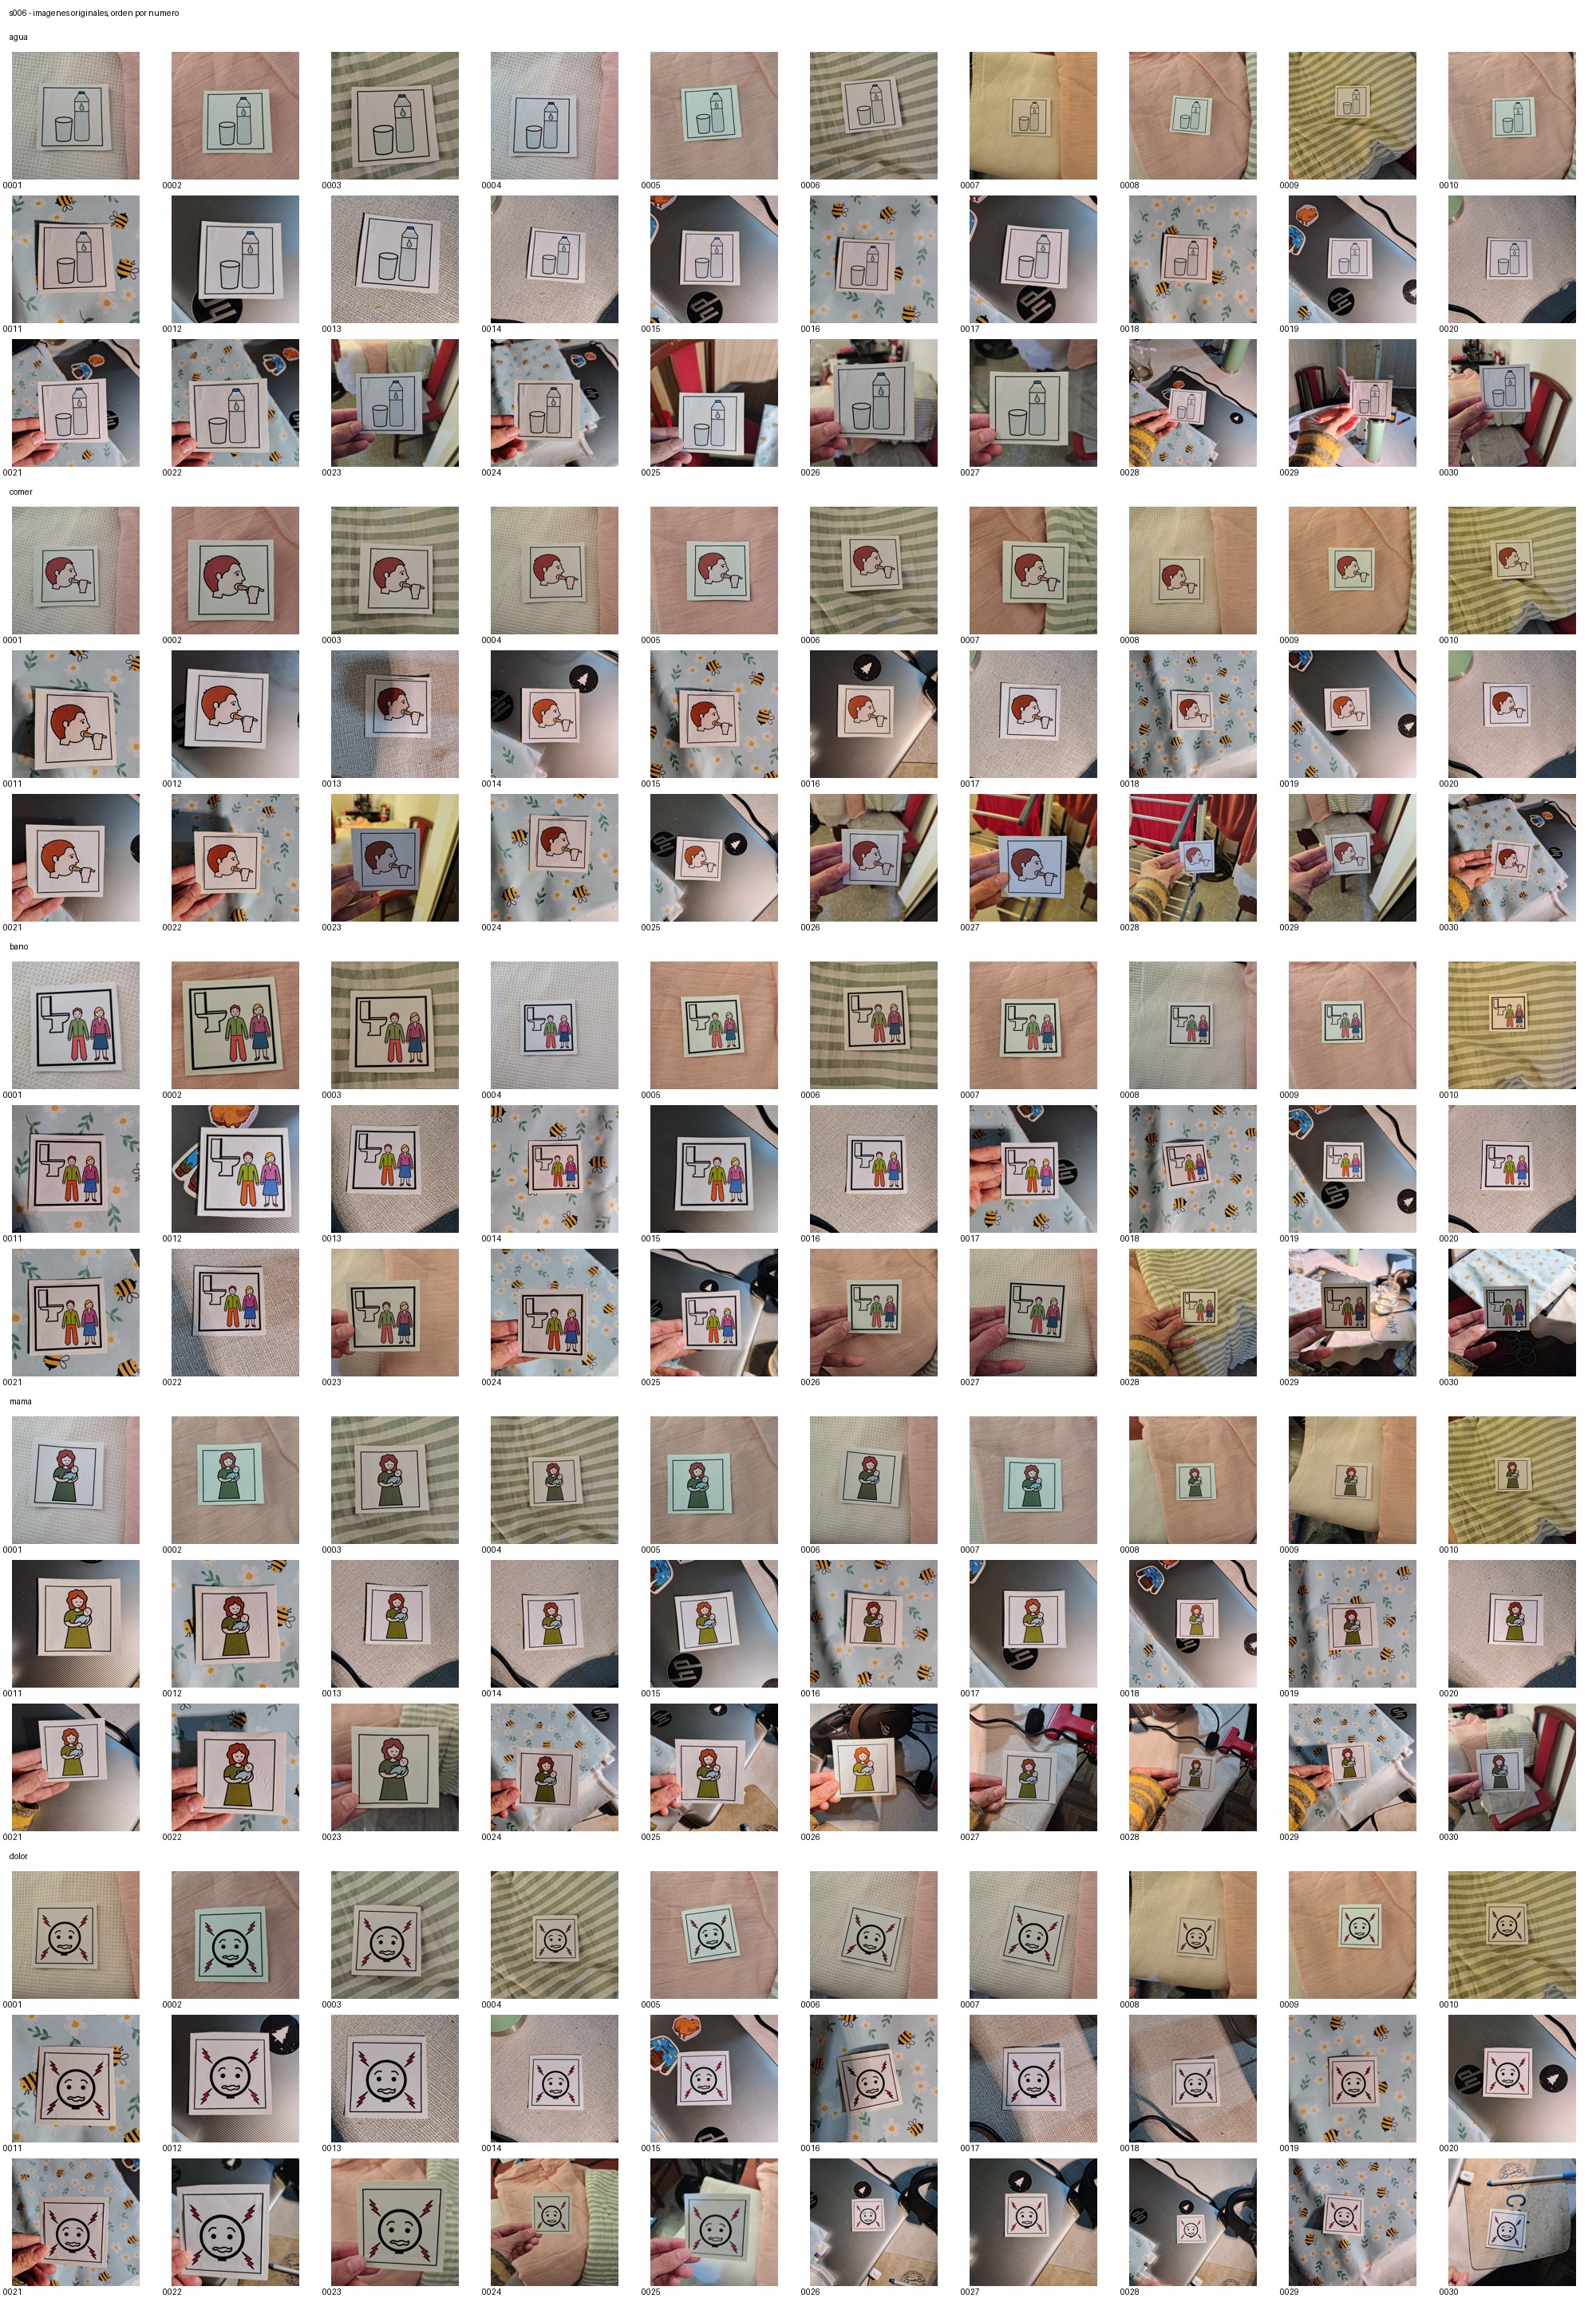 s006 - imagenes originales, orden por numero
agua
0001 0002 0003 0004 0005 0006 0007 0008 0009 0010
0011 0012 0013 0014 0015 0016 0017 0018 0019 0020
0021 0022 0023 0024 0025 0026 0027 0028 0029 0030
comer
0001 0002 0003 0004 0005 0006 0007 0008 0009 0010
0011 0012 0013 0014 0015 0016 0017 0018 0019 0020
0021 0022 0023 0024 0025 0026 0027 0028 0029 0030
bano
0001 0002 0003 0004 0005 0006 0007 0008 0009 0010
0011 0012 0013 0014 0015 0016 0017 0018 0019 0020
0021 0022 0023 0024 0025 0026 0027 0028 0029 0030
mama
0001 0002 0003 0004 0005 0006 0007 0008 0009 0010
0011 0012 0013 0014 0015 0016 0017 0018 0019 0020
0021 0022 0023 0024 0025 0026 0027 0028 0029 0030
dolor
0001 0002 0003 0004 0005 0006 0007 0008 0009 0010
0011 0012 0013 0014 0015 0016 0017 0018 0019 0020
0021 0022 0023 0024 0025 0026 0027 0028 0029 0030